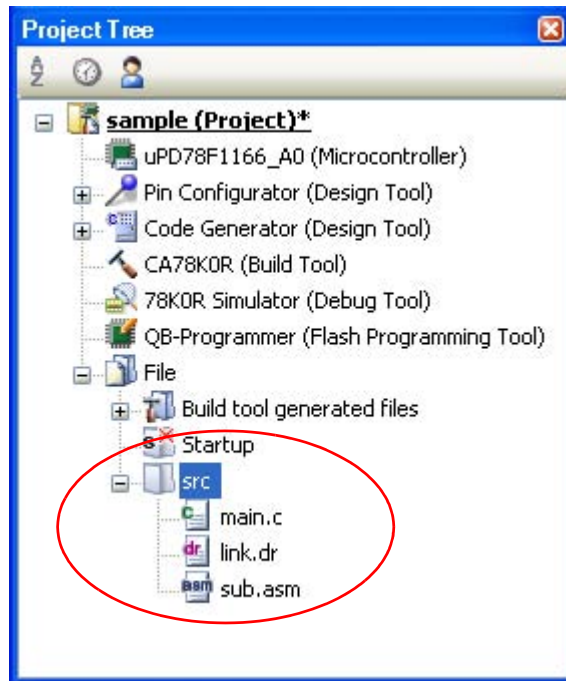 Project Tree
sample (Project)*
uPD78F1166_A0 (Microcontroller)
Pin Configurator (Design Tool)
Code Generator (Design Tool)
CA78K0R (Build Tool)
78K0R Simulator (Debug Tool)
QB-Programmer (Flash Programming Tool)
File
Build tool generated files
Startup
src
main.c
link.dr
sub.asm